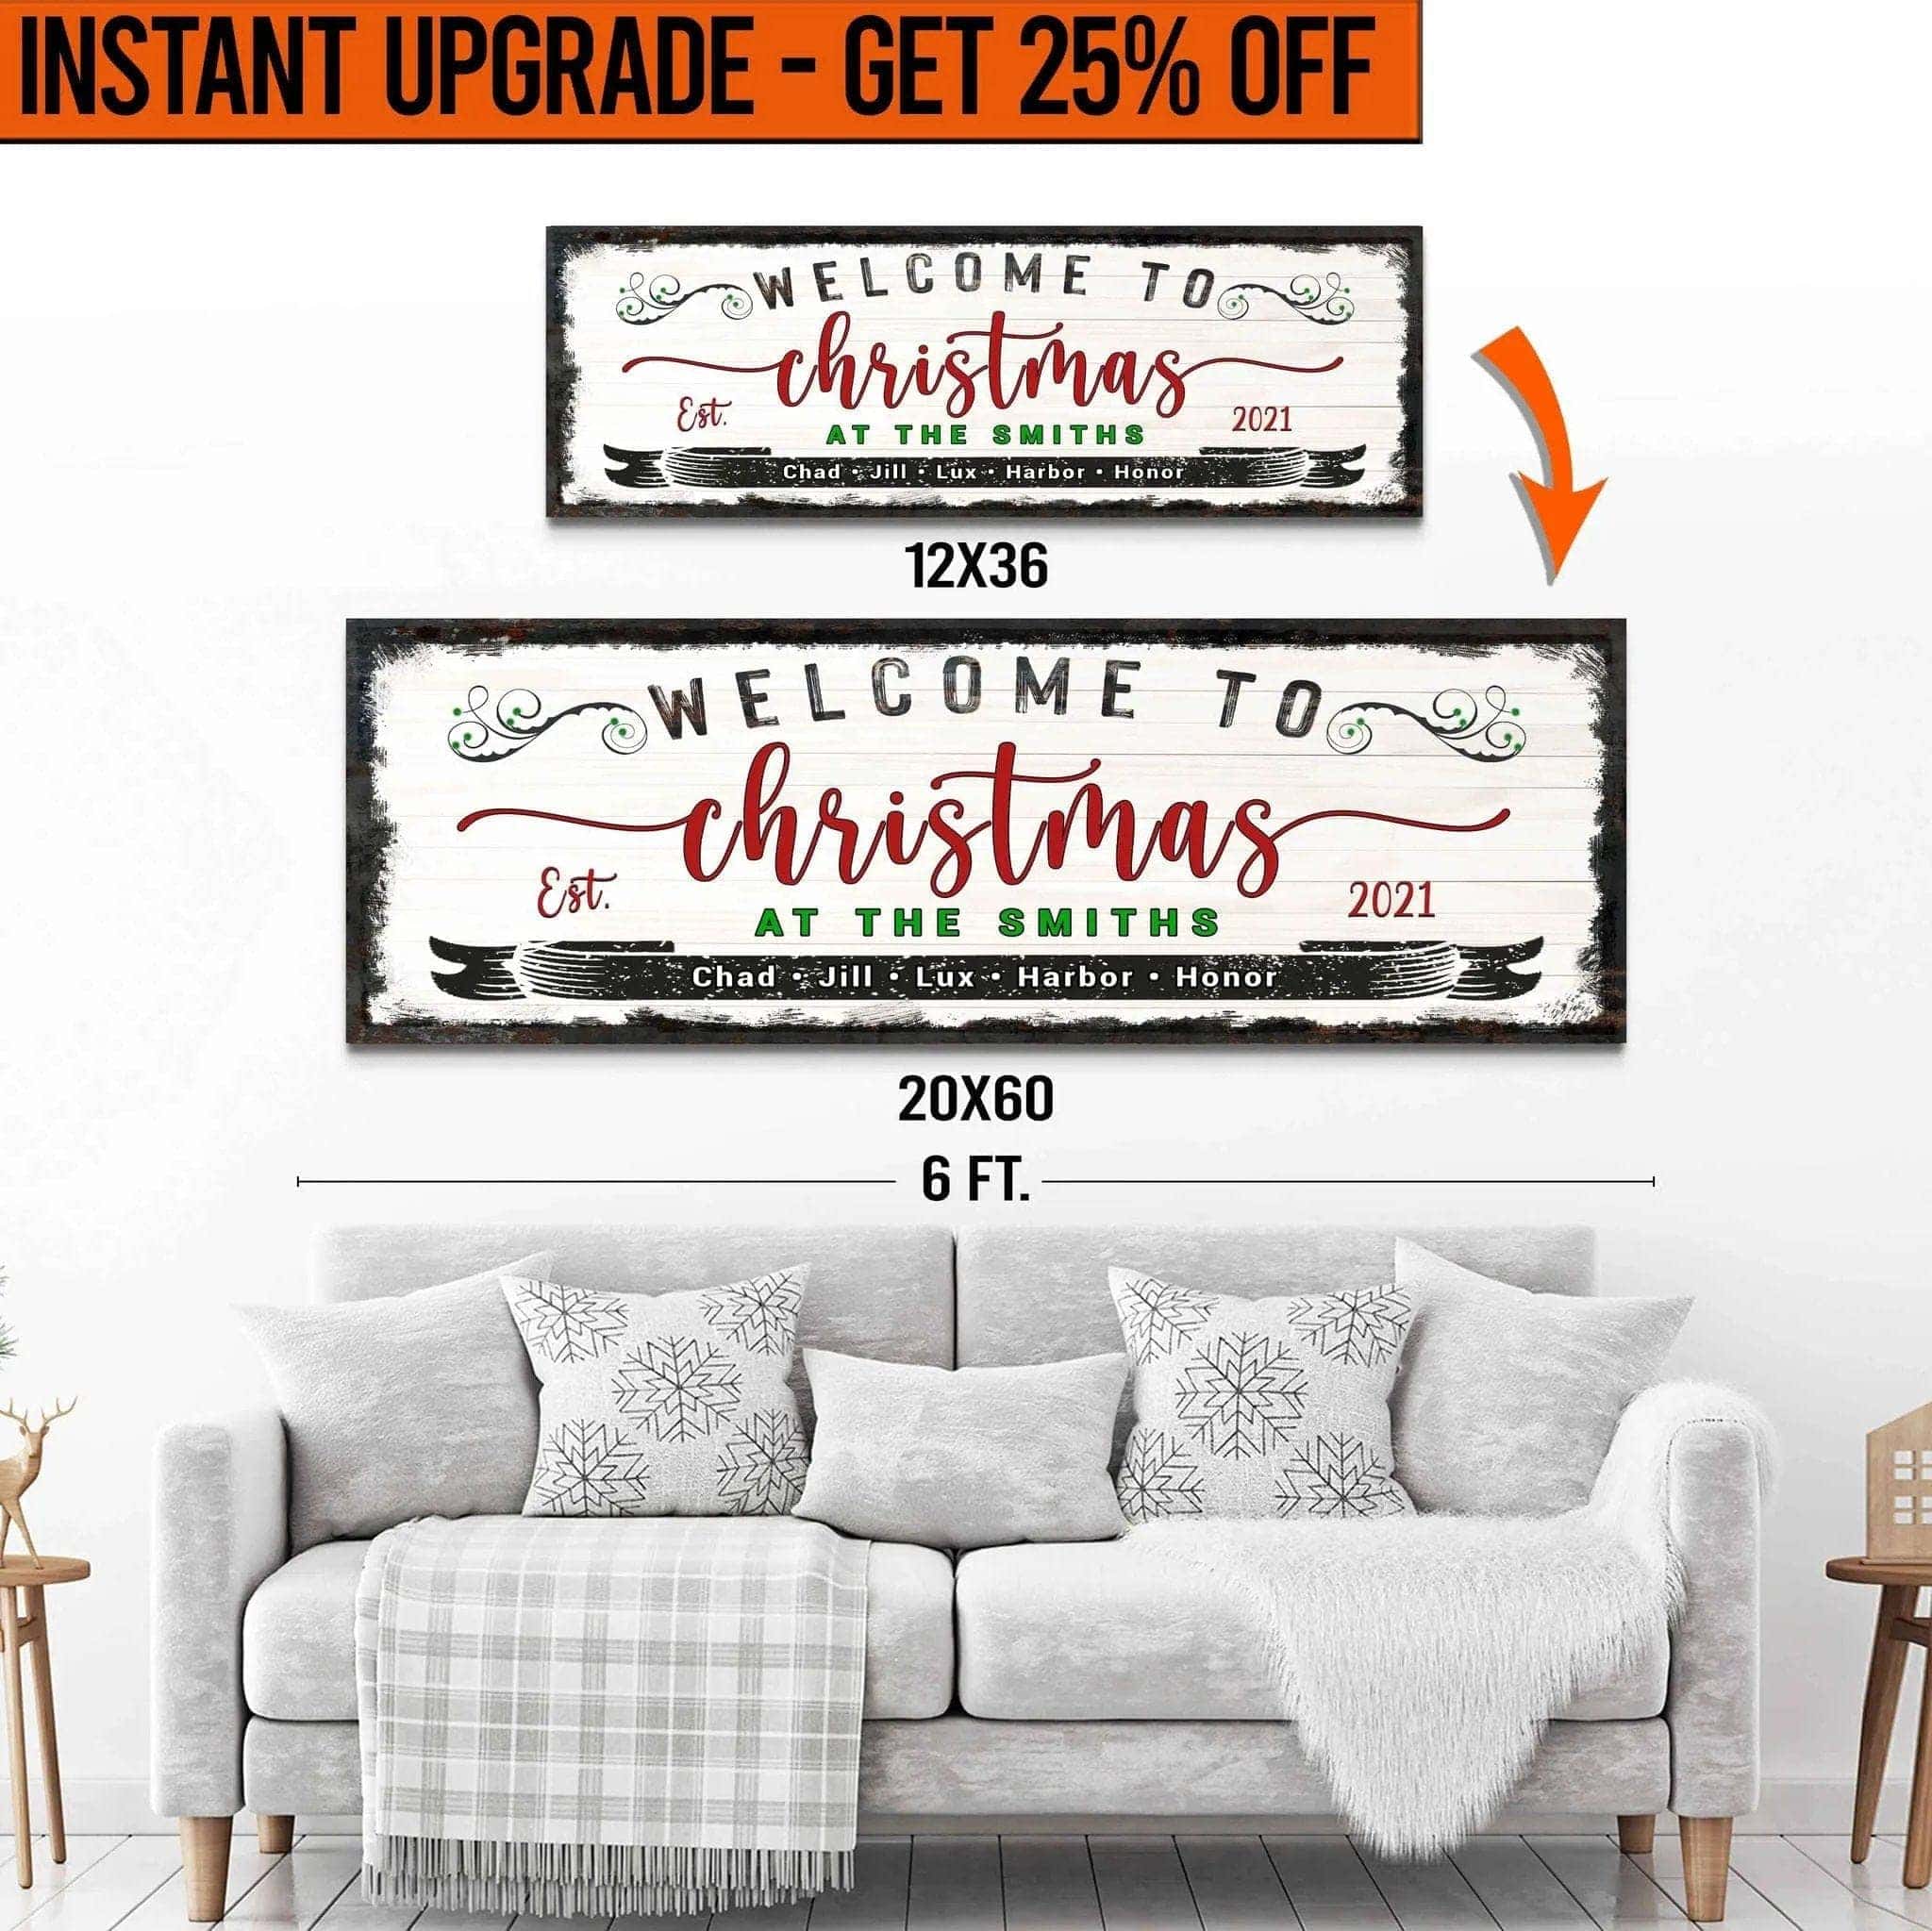 INSTANT UPGRADE - GET 25% OFF
WELCOME TO
christmas
Est. 2021
AT THE SMITHS
Chad • Jill • Lux • Harbor • Honor
12X36
WELCOME TO
christmas
Est. 2021
AT THE SMITHS
Chad • Jill • Lux • Harbor • Honor
20X60
6 FT.